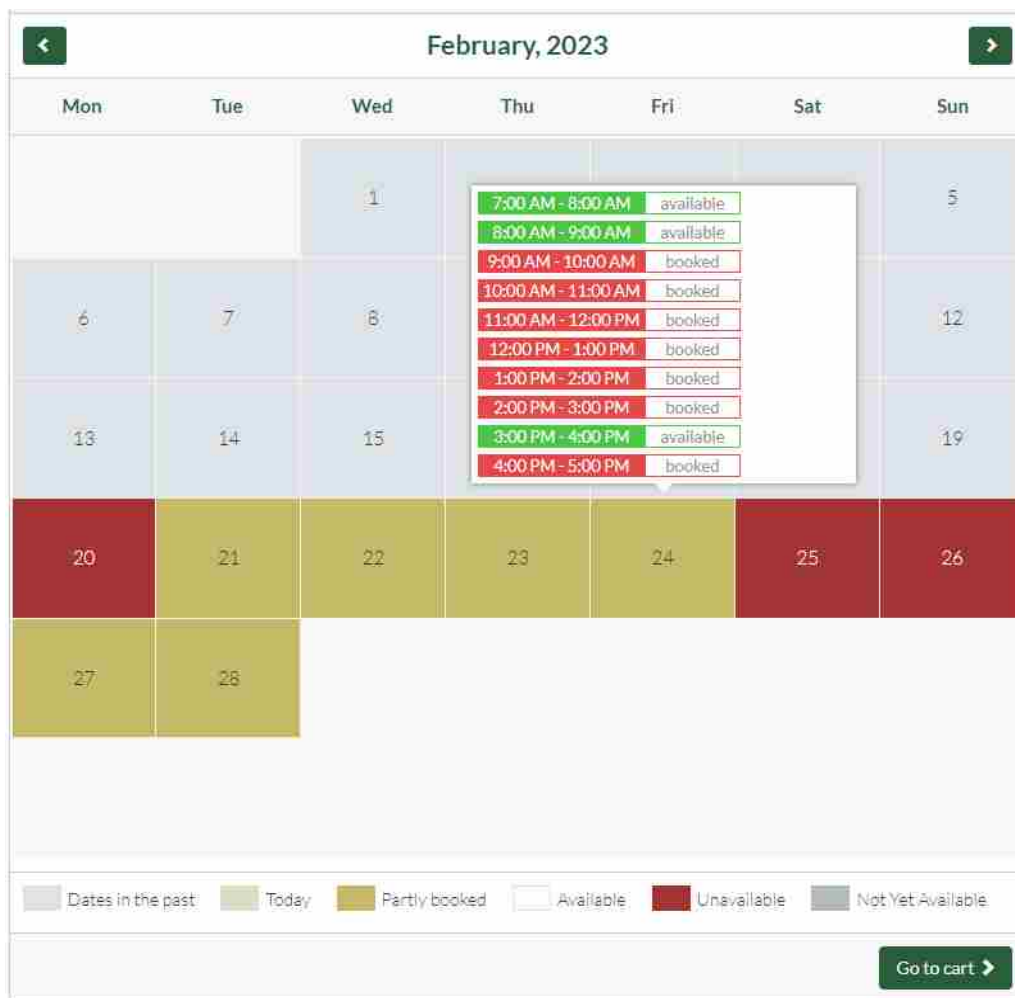 February, 2023
Mon Tue Wed Thu Fri Sat Sun
1 5
7:00 AM - 8:00 AM available
8:00 AM - 9:00 AM available
9:00 AM - 10:00 AM booked
10:00 AM - 11:00 AM booked
11:00 AM - 12:00 PM booked
12:00 PM - 1:00 PM booked
1:00 PM - 2:00 PM booked
2:00 PM - 3:00 PM booked
3:00 PM - 4:00 PM available
4:00 PM - 5:00 PM booked
6 7 8 12
13 14 15 19
20 21 22 23 24 25 26
27 28
Dates in the past Today Partly booked Available Unavailable Not Yet Available
Go to cart